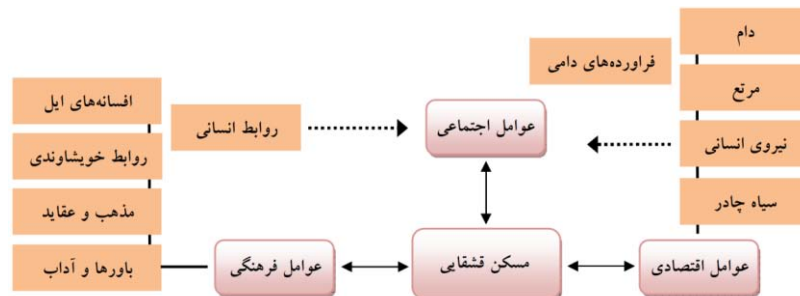 دام
فراورده‌های دامی
مرتع
افسانه‌های ایل
روابط انسانی
عوامل اجتماعی
نیروی انسانی
روابط خویشاوندی
سیاه چادر
مذهب و عقاید
عوامل اقتصادی
مسکن قشقایی
عوامل فرهنگی
باورها و آداب